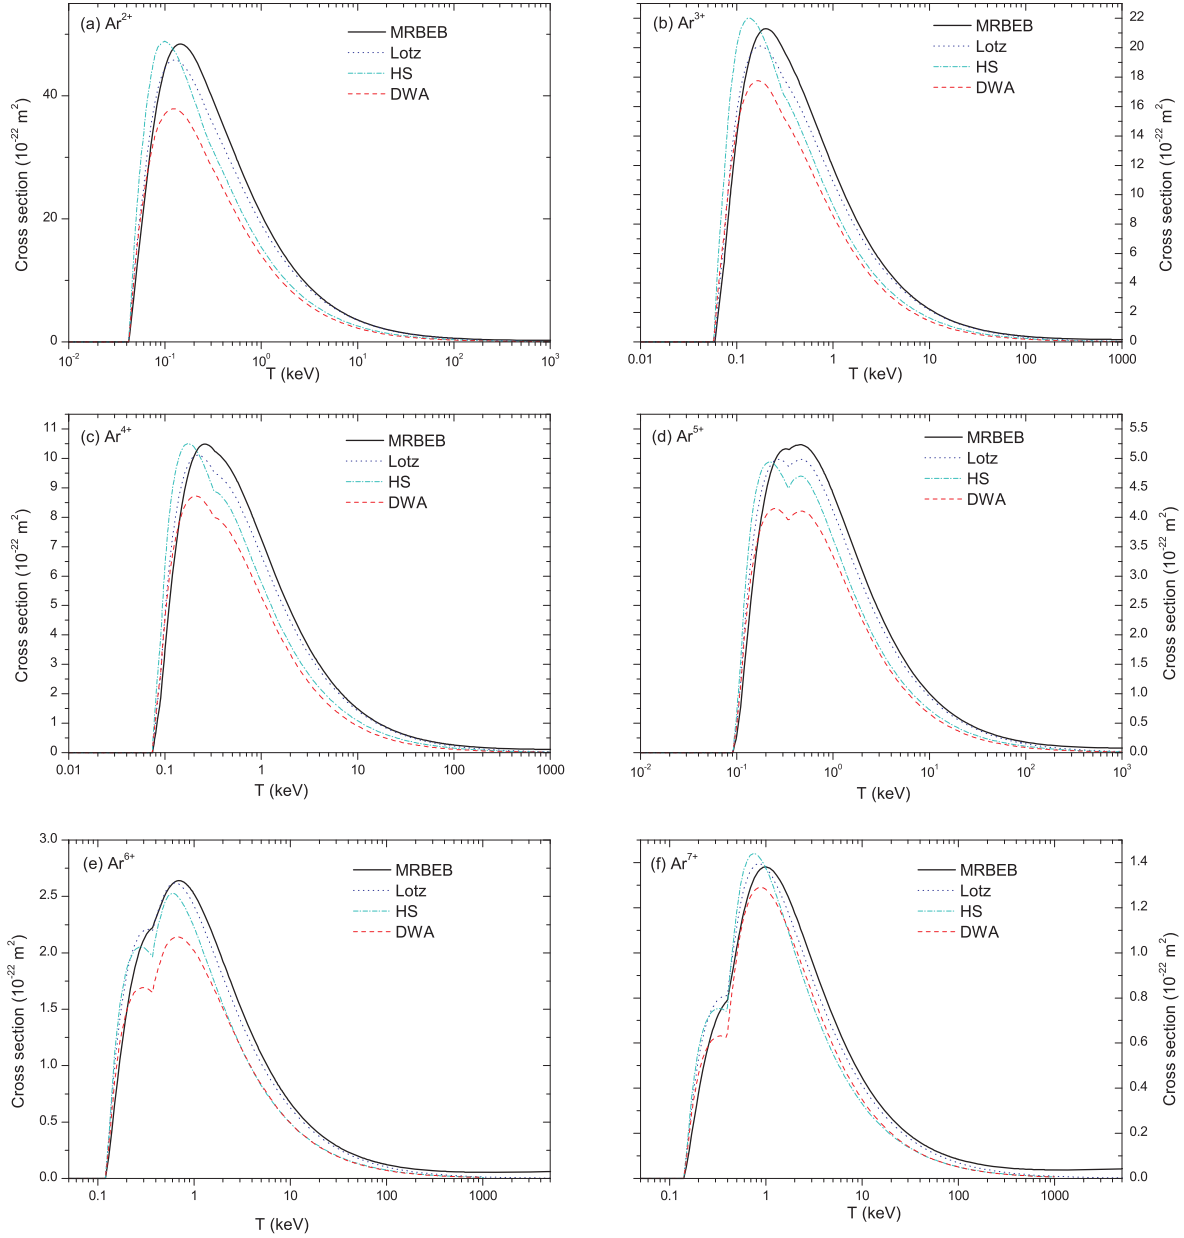 (a) Ar2+
MRBEB
Lotz
HS
DWA
40
20
0
Cross section (10-22 m2)
10-2 10-1 100 101 102 103
T (keV)
(b) Ar3+
MRBEB
Lotz
HS
DWA
22
20
18
16
14
12
10
8
6
4
2
0
Cross section (10-22 m2)
0.01 0.1 1 10 100 1000
T (keV)
(c) Ar4+
MRBEB
Lotz
HS
DWA
11
10
9
8
7
6
5
4
3
2
1
0
Cross section (10-22 m2)
0.01 0.1 1 10 100 1000
T (keV)
(d) Ar5+
MRBEB
Lotz
HS
DWA
5.5
5.0
4.5
4.0
3.5
3.0
2.5
2.0
1.5
1.0
0.5
0.0
Cross section (10-22 m2)
10-2 10-1 100 101 102 103
T (keV)
(e) Ar6+
MRBEB
Lotz
HS
DWA
3.0
2.5
2.0
1.5
1.0
0.5
0.0
Cross section (10-22 m2)
0.1 1 10 100 1000
T (keV)
(f) Ar7+
MRBEB
Lotz
HS
DWA
1.4
1.2
1.0
0.8
0.6
0.4
0.2
0.0
Cross section (10-22 m2)
0.1 1 10 100 1000
T (keV)